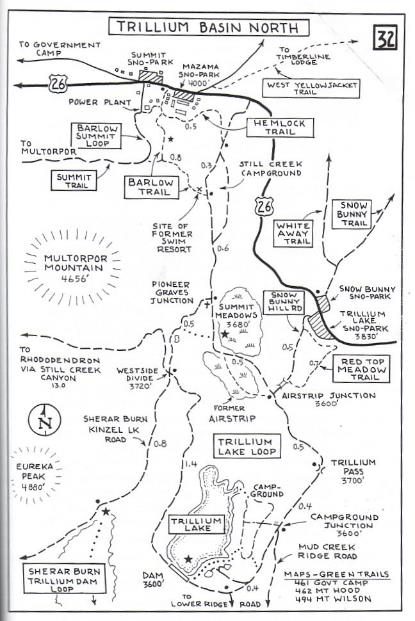 TRILLIUM BASIN NORTH
32
TO GOVERNMENT
CAMP
SUMMIT
SNO-PARK
MAZAMA
SNO-PARK
4000'
TO
TIMBERLINE
LODGE
26
WEST YELLOWJACKET
TRAIL
POWER PLANT
0.5
HEMLOCK
TRAIL
BARLOW
SUMMIT
LOOP
TO
MULTORPOR
0.8
0.3
STILL CREEK
CAMPGROUND
SUMMIT
TRAIL
BARLOW
TRAIL
26
SNOW
BUNNY
TRAIL
SITE OF
FORMER
SWIM
RESORT
WHITE
AWAY
TRAIL
0.6
MULTORPOR
MOUNTAIN
4656'
PIONEER
GRAVES
JUNCTION
SUMMIT
MEADOWS
3680'
SNOW
BUNNY
HILL RD
SNOW BUNNY
SNO-PARK
TRILLIUM
LAKE
SNO-PARK
3830'
0.5
0.5
0.5
0.7
TO
RHODODENDRON
VIA STILL CREEK
CANYON
13.0
WESTSIDE
DIVIDE
3720'
RED TOP
MEADOW
TRAIL
AIRSTRIP JUNCTION
3600'
FORMER
AIRSTRIP
N
SHERAR BURN
KINZEL LK
ROAD
0.8
TRILLIUM
LAKE LOOP
0.5
1.4
TRILLIUM
PASS
3700'
EUREKA
PEAK
4880'
CAMP-
GROUND
0.4
TRILLIUM
LAKE
CAMPGROUND
JUNCTION
3600'
MUD CREEK
RIDGE ROAD
SHERAR BURN
TRILLIUM DAM
LOOP
DAM
3600'
0.4
TO
LOWER RIDGE ROAD
MAPS-GREEN TRAILS
461 GOVT CAMP
462 MT HOOD
494 MT WILSON